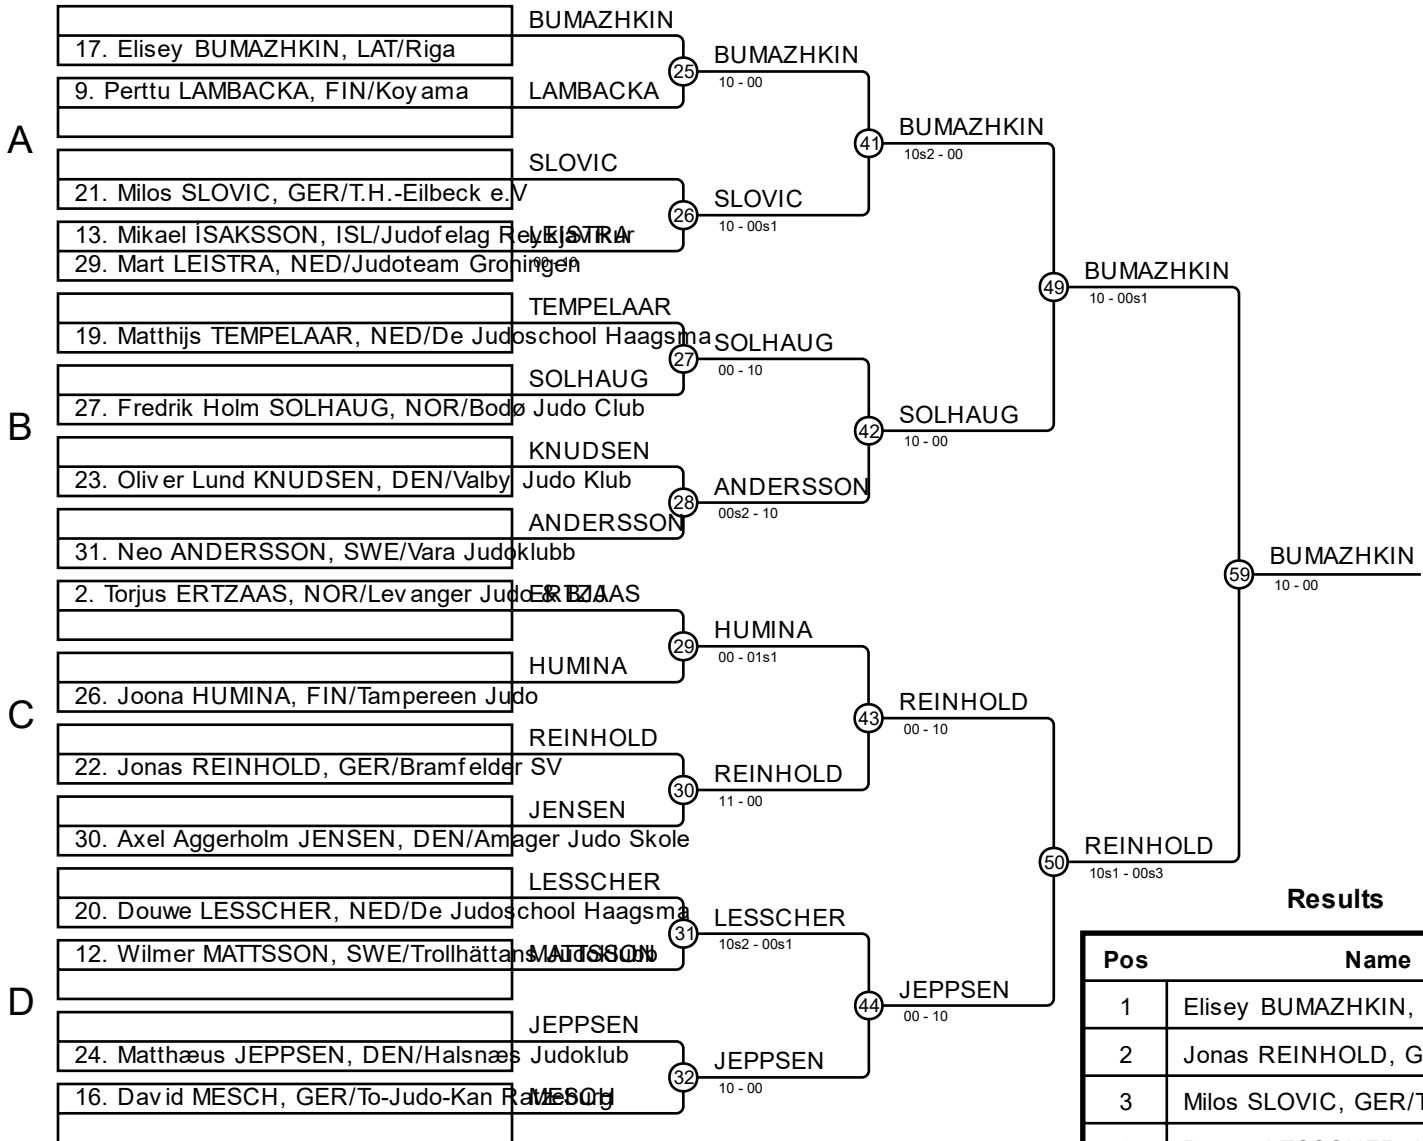 BUMAZHKIN
17. Elisey BUMAZHKIN, LAT/Riga
25
BUMAZHKIN
10 - 00
9. Perttu LAMBACKA, FIN/Koyama
LAMBACKA
A
41
BUMAZHKIN
10s2 - 00
SLOVIC
21. Milos SLOVIC, GER/T.H.-Eilbeck e.V
26
SLOVIC
10 - 00s1
13. Mikael ÍSAKSSON, ISL/Judofelag Reykjavikur
LEISTRA
29. Mart LEISTRA, NED/Judoteam Groningen
00 - 10
49
BUMAZHKIN
10 - 00s1
TEMPELAAR
19. Matthijs TEMPELAAR, NED/De Judoschool Haagsma
27
SOLHAUG
00 - 10
SOLHAUG
27. Fredrik Holm SOLHAUG, NOR/Bodø Judo Club
B
42
SOLHAUG
10 - 00
KNUDSEN
23. Oliver Lund KNUDSEN, DEN/Valby Judo Klub
28
ANDERSSON
00s2 - 10
ANDERSSON
31. Neo ANDERSSON, SWE/Vara Judoklubb
59
BUMAZHKIN
10 - 00
2. Torjus ERTZAAS, NOR/Levanger Judo & BJJ
ERTZAAS
29
HUMINA
00 - 01s1
HUMINA
26. Joona HUMINA, FIN/Tampereen Judo
C
43
REINHOLD
00 - 10
REINHOLD
22. Jonas REINHOLD, GER/Bramfelder SV
30
REINHOLD
11 - 00
JENSEN
30. Axel Aggerholm JENSEN, DEN/Amager Judo Skole
50
REINHOLD
10s1 - 00s3
LESSCHER
20. Douwe LESSCHER, NED/De Judoschool Haagsma
31
LESSCHER
10s2 - 00s1
12. Wilmer MATTSSON, SWE/Trollhättans Judoklubb
MATTSSON
D
44
JEPPSEN
00 - 10
JEPPSEN
24. Matthæus JEPPSEN, DEN/Halsnæs Judoklub
32
JEPPSEN
10 - 00
16. David MESCH, GER/To-Judo-Kan Ratzeburg
MESCH
Results
Pos Name
1 Elisey BUMAZHKIN,
2 Jonas REINHOLD, G
3 Milos SLOVIC, GER/T